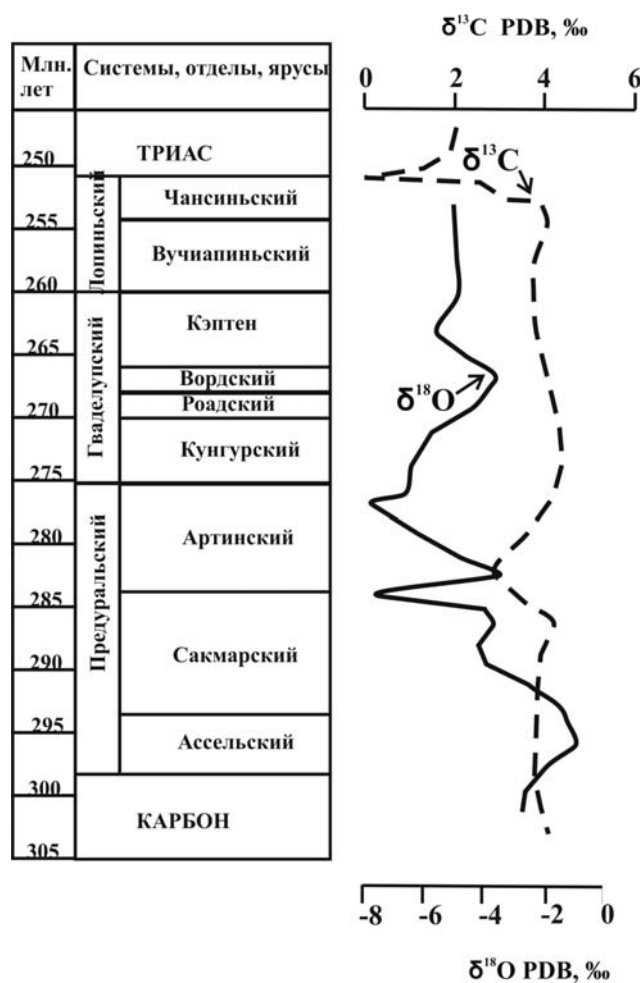 δ¹³C PDB, ‰
0 2 4 6
Млн. лет
Системы, отделы, ярусы
250
255
260
265
270
275
280
285
290
295
300
305
ТРИАС
Лопиньский
Чансиньский
Вучиапиньский
Гваделупский
Кэптен
Вордский
Роадский
Кунгурский
Предуральский
Артинский
Сакмарский
Ассельский
КАРБОН
δ¹³C
δ¹⁸O
-8 -6 -4 -2 0
δ¹⁸O PDB, ‰